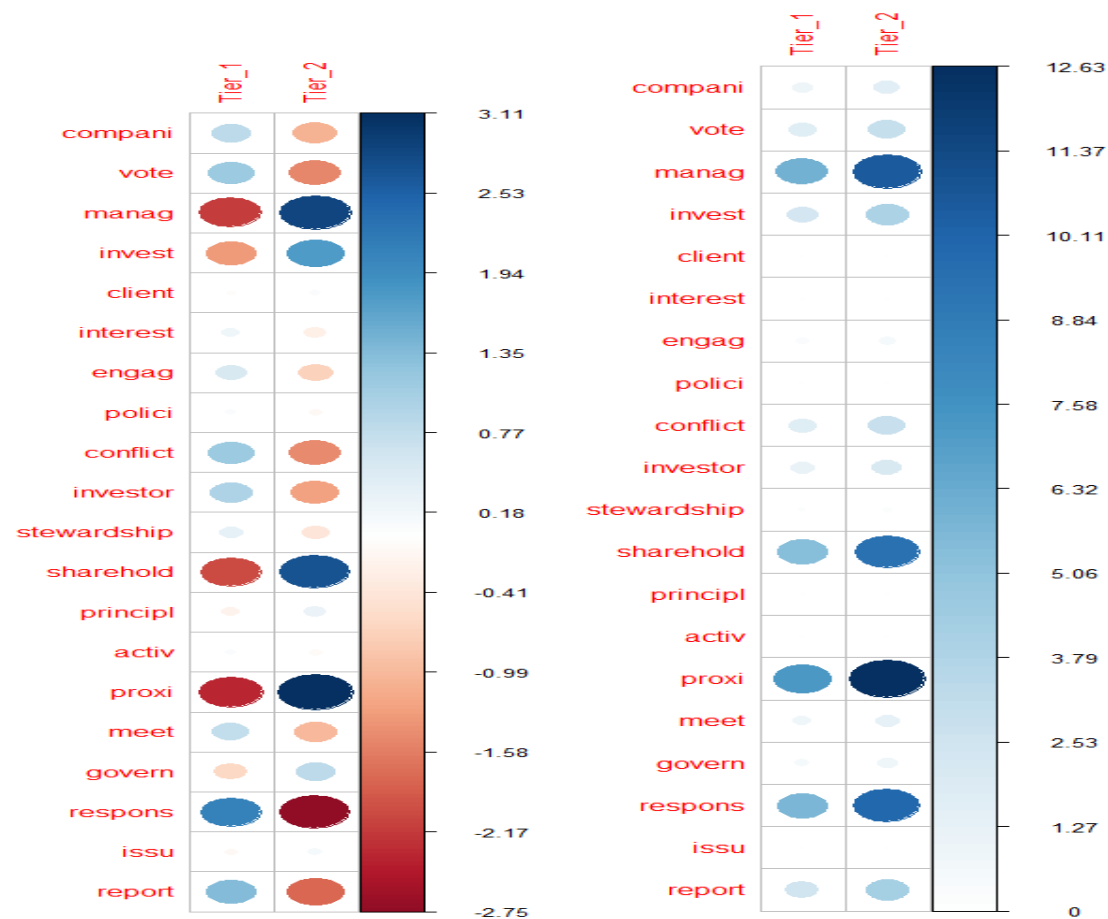 Tier_1
Tier_2
compani
vote
manag
invest
client
interest
engag
polici
conflict
investor
stewardship
sharehold
principl
activ
proxi
meet
govern
respons
issu
report
3.11
2.53
1.94
1.35
0.77
0.18
-0.41
-0.99
-1.58
-2.17
-2.75
Tier_1
Tier_2
compani
vote
manag
invest
client
interest
engag
polici
conflict
investor
stewardship
sharehold
principl
activ
proxi
meet
govern
respons
issu
report
12.63
11.37
10.11
8.84
7.58
6.32
5.06
3.79
2.53
1.27
0